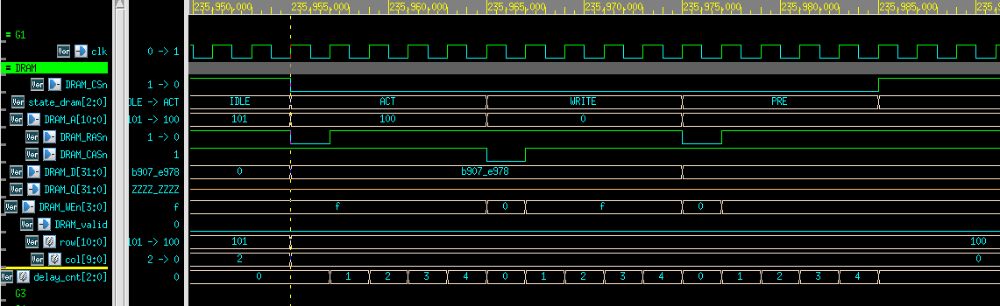 235,950,000 235,955,000 235,960,000 235,965,000 235,970,000 235,975,000 235,980,000 235,985,000 235,
= G1
Ver clk 0 -> 1
= DRAM
Ver DRAM_CSn 1 -> 0
Ver state_dram[2:0] DLE -> ACT IDLE ACT WRITE PRE
Ver DRAM_A[10:0] 101 -> 100 101 100 0
Ver DRAM_RASn 1 -> 0
Ver DRAM_CASn 1
Ver DRAM_D[31:0] b907_e978 0 b907_e978
Ver DRAM_Q[31:0] ZZZZ_ZZZZ
Ver DRAM_WEn[3:0] f f 0 f 0
Ver DRAM_valid 0
Ver row[10:0] 101 -> 100 101 100
Ver col[9:0] 2 -> 0 2 0
Ver delay_cnt[2:0] 0 0 1 2 3 4 0 1 2 3 4 0 1 2 3 4
G3